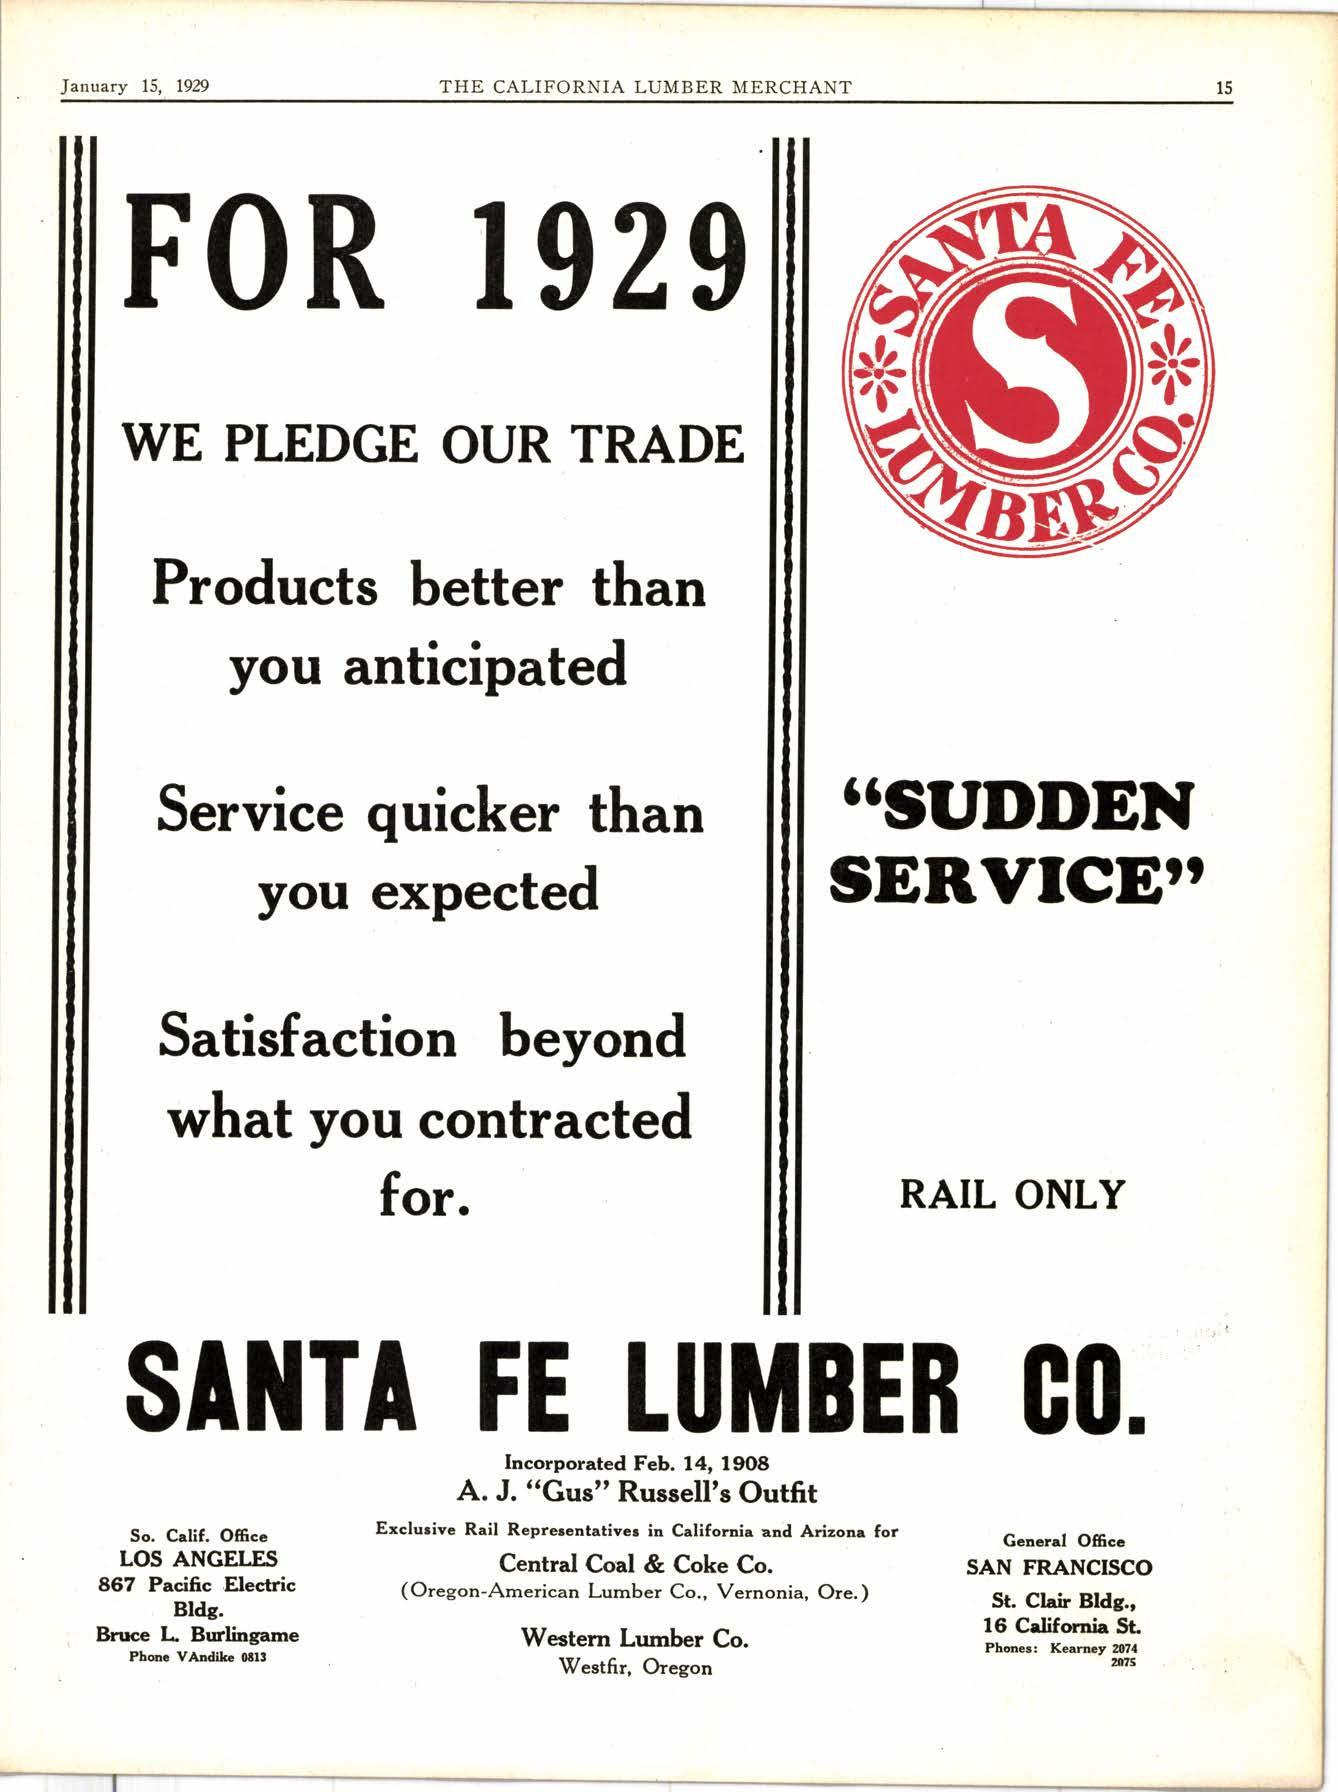 January 15, 1929
THE CALIFORNIA LUMBER MERCHANT
15
FOR 1929
WE PLEDGE OUR TRADE
Products better than
you anticipated
Service quicker than
you expected
Satisfaction beyond
what you contracted
for.
SANTA FE
S
LUMBER CO.
“SUDDEN
SERVICE”
RAIL ONLY
SANTA FE LUMBER CO.
Incorporated Feb. 14, 1908
A. J. “Gus” Russell’s Outfit
So. Calif. Office
LOS ANGELES
867 Pacific Electric
Bldg.
Bruce L. Burlingame
Phone VAndike 0813
Exclusive Rail Representatives in California and Arizona for
Central Coal & Coke Co.
(Oregon-American Lumber Co., Vernonia, Ore.)
Western Lumber Co.
Westfir, Oregon
General Office
SAN FRANCISCO
St. Clair Bldg.,
16 California St.
Phones: Kearney 2074
2075